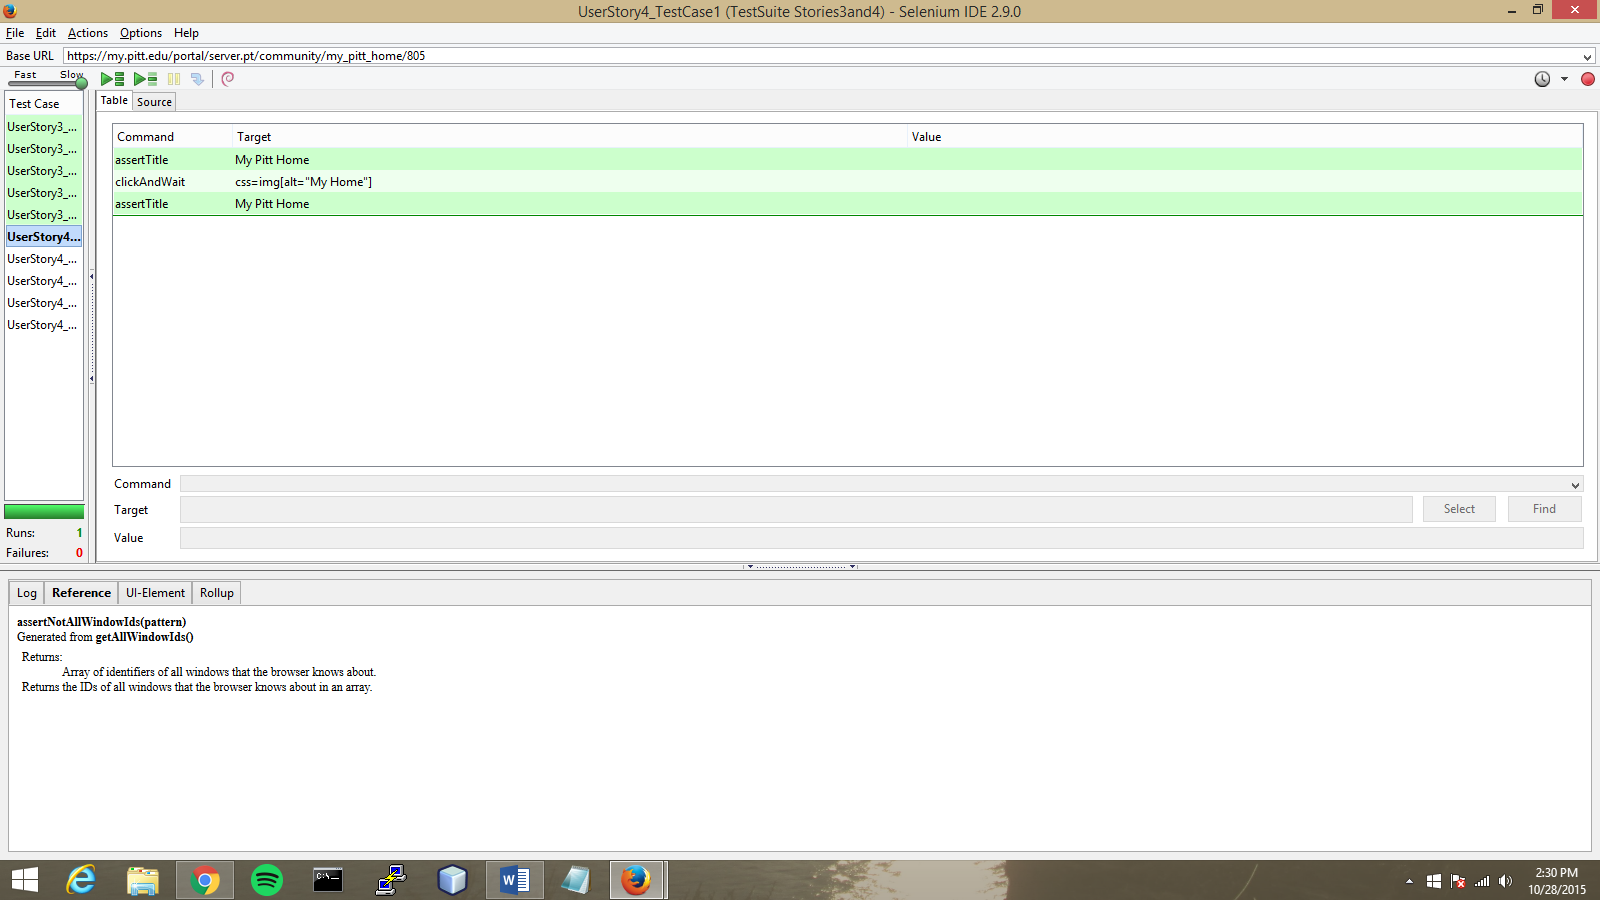 UserStory4_TestCase1 (TestSuite Stories3and4) - Selenium IDE 2.9.0
File Edit Actions Options Help
Base URL https://my.pitt.edu/portal/server.pt/community/my_pitt_home/805
Fast Slow
Test Case
UserStory3_...
UserStory3_...
UserStory3_...
UserStory3_...
UserStory3_...
UserStory4...
UserStory4_...
UserStory4_...
UserStory4_...
UserStory4_...
Runs: 1
Failures: 0
Table Source
Command Target Value
assertTitle My Pitt Home
clickAndWait css=img[alt="My Home"]
assertTitle My Pitt Home
Command
Target Select Find
Value
Log Reference UI-Element Rollup
assertNotAllWindowIds(pattern)
Generated from getAllWindowIds()
Returns:
Array of identifiers of all windows that the browser knows about.
Returns the IDs of all windows that the browser knows about in an array.
C:\_
W
2:30 PM
10/28/2015